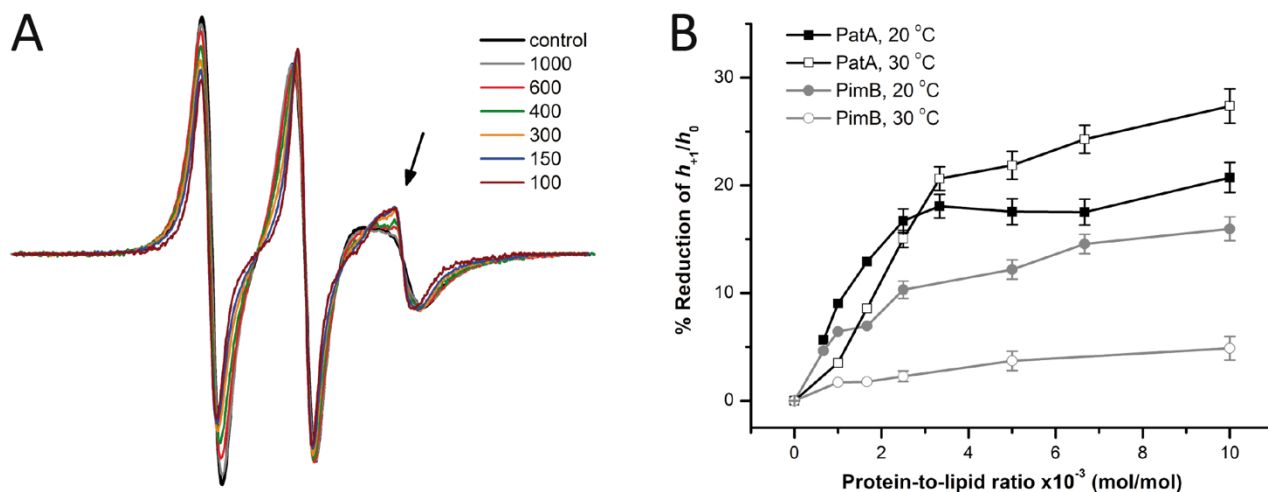 A
control
1000
600
400
300
150
100
B
PatA, 20 °C
PatA, 30 °C
PimB, 20 °C
PimB, 30 °C
% Reduction of h+1/h0
30
20
10
0
0 2 4 6 8 10
Protein-to-lipid ratio x10-3 (mol/mol)